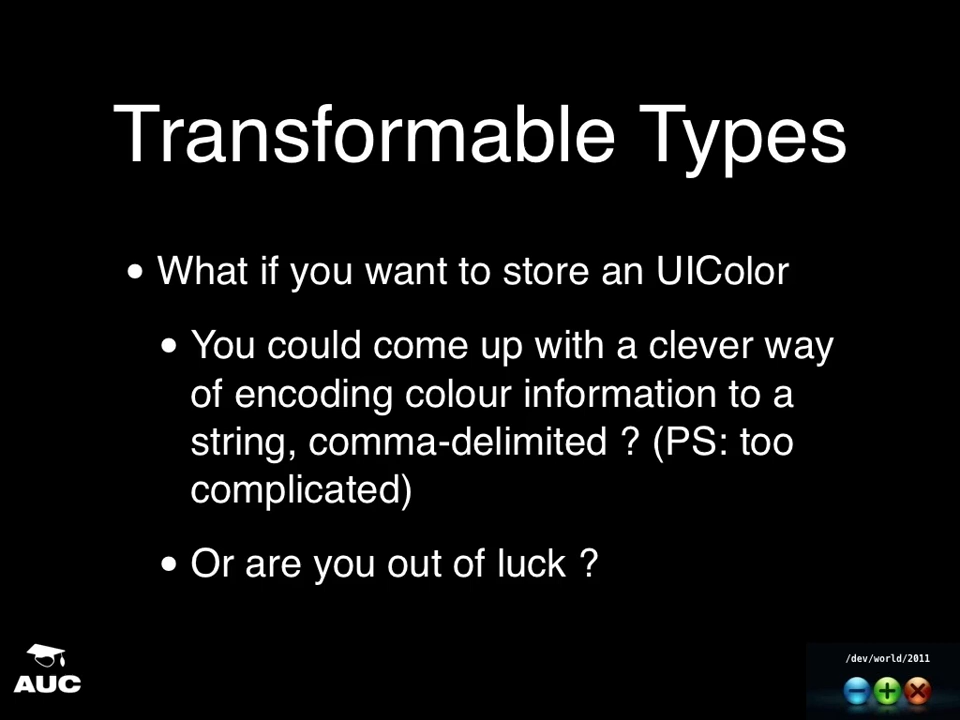 Transformable Types
• What if you want to store an UIColor
• You could come up with a clever way
of encoding colour information to a
string, comma-delimited ? (PS: too
complicated)
• Or are you out of luck ?
AUC
/dev/world/2011